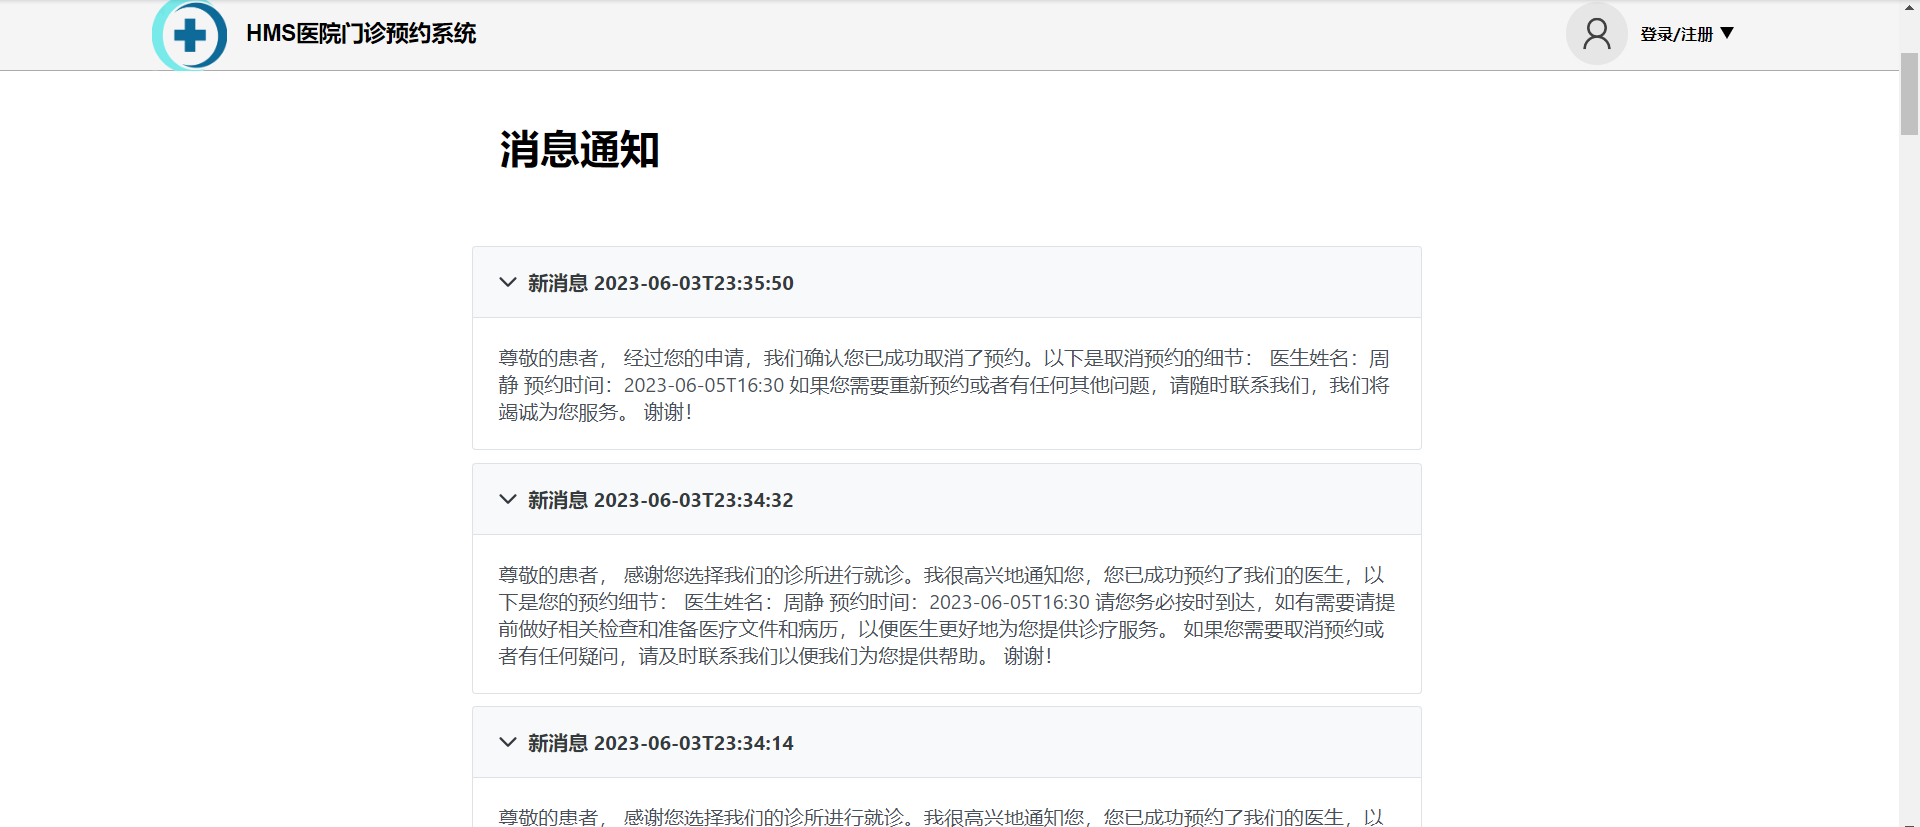 HMS医院门诊预约系统
登录/注册 ▼
消息通知
新消息 2023-06-03T23:35:50
尊敬的患者， 经过您的申请，我们确认您已成功取消了预约。以下是取消预约的细节： 医生姓名：周
静 预约时间：2023-06-05T16:30 如果您需要重新预约或者有任何其他问题，请随时联系我们，我们将
竭诚为您服务。 谢谢！
新消息 2023-06-03T23:34:32
尊敬的患者， 感谢您选择我们的诊所进行就诊。我很高兴地通知您，您已成功预约了我们的医生，以
下是您的预约细节： 医生姓名：周静 预约时间：2023-06-05T16:30 请您务必按时到达，如有需要请提
前做好相关检查和准备医疗文件和病历，以便医生更好地为您提供诊疗服务。 如果您需要取消预约或
者有任何疑问，请及时联系我们以便我们为您提供帮助。 谢谢！
新消息 2023-06-03T23:34:14
尊敬的患者， 感谢您选择我们的诊所进行就诊。我很高兴地通知您，您已成功预约了我们的医生，以